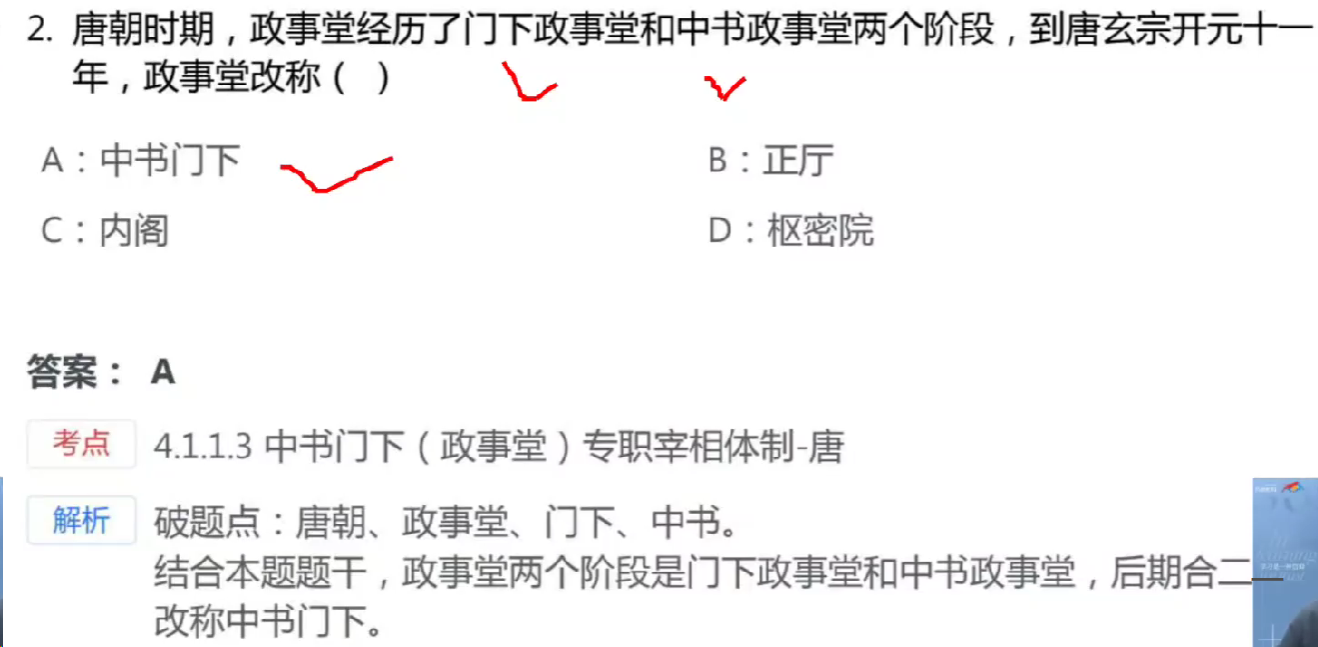 2. 唐朝时期，政事堂经历了门下政事堂和中书政事堂两个阶段，到唐玄宗开元十一
年，政事堂改称（ ）
A：中书门下
B：正厅
C：内阁
D：枢密院
答案： A
考点 4.1.1.3 中书门下（政事堂）专职宰相体制-唐
解析 破题点：唐朝、政事堂、门下、中书。
结合本题题干，政事堂两个阶段是门下政事堂和中书政事堂，后期合二一
改称中书门下。